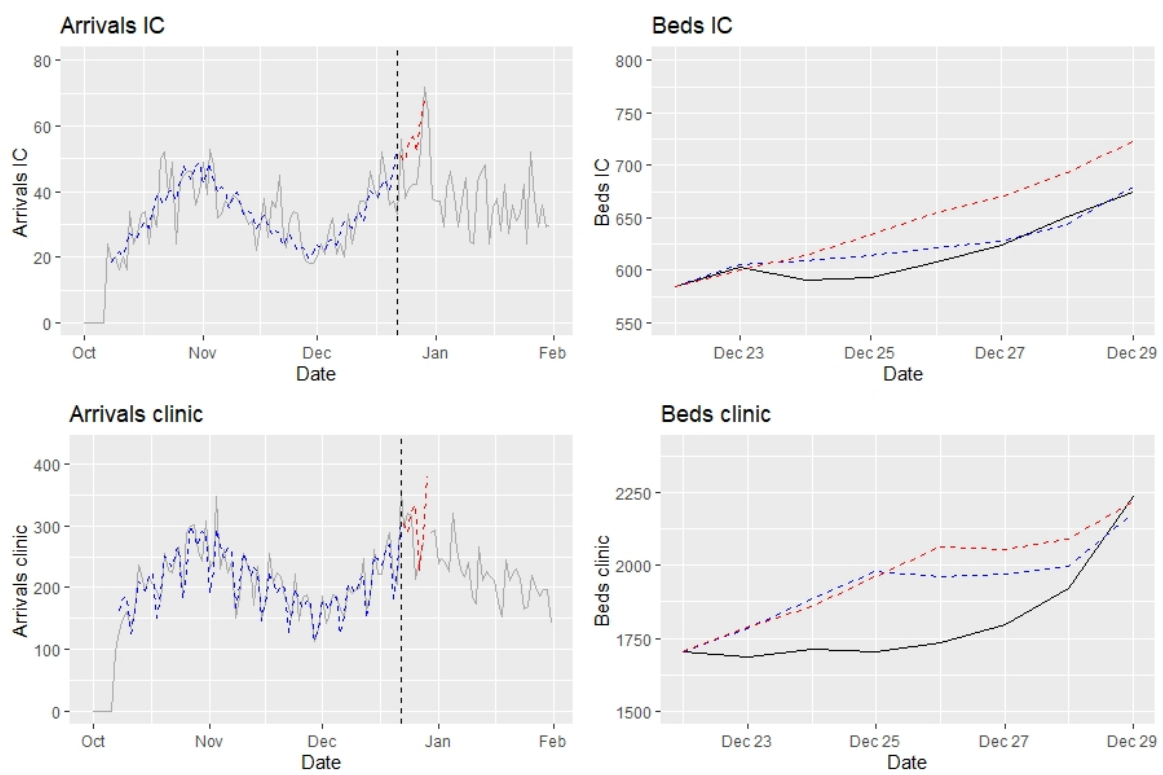 Arrivals IC
80
60
40
20
0
Arrivals IC
Oct Nov Dec Jan Feb
Date
Beds IC
800
750
700
650
600
550
Beds IC
Dec 23 Dec 25 Dec 27 Dec 29
Date
Arrivals clinic
400
300
200
100
0
Arrivals clinic
Oct Nov Dec Jan Feb
Date
Beds clinic
2250
2000
1750
1500
Beds clinic
Dec 23 Dec 25 Dec 27 Dec 29
Date